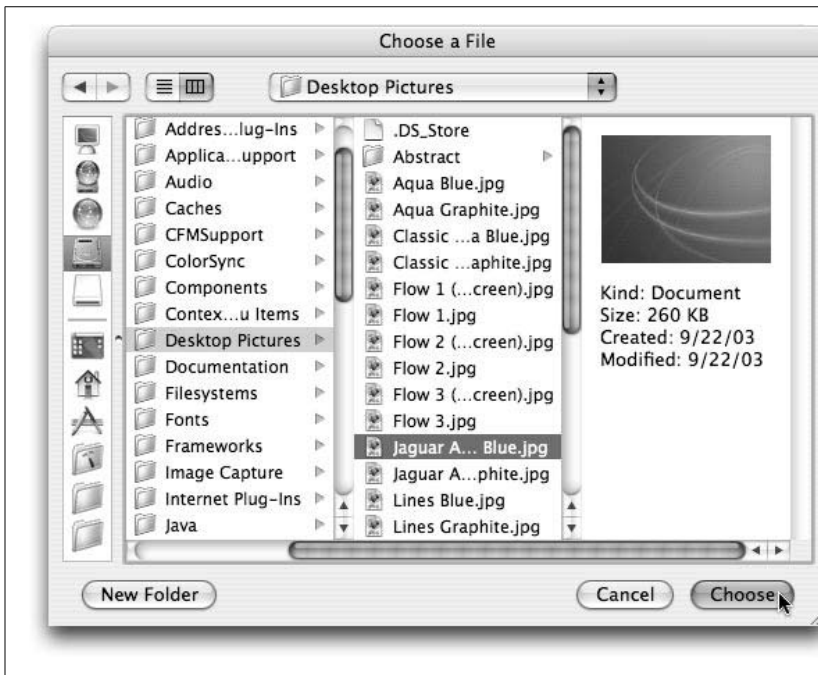 Choose a File
Desktop Pictures
Addres...lug-Ins
Applica...upport
Audio
Caches
CFMSupport
ColorSync
Components
Contex...u Items
Desktop Pictures
Documentation
Filesystems
Fonts
Frameworks
Image Capture
Internet Plug-Ins
Java
.DS_Store
Abstract
Aqua Blue.jpg
Aqua Graphite.jpg
Classic ...a Blue.jpg
Classic ...aphite.jpg
Flow 1 (...creen).jpg
Flow 1.jpg
Flow 2 (...creen).jpg
Flow 2.jpg
Flow 3 (...creen).jpg
Flow 3.jpg
Jaguar A... Blue.jpg
Jaguar A...phite.jpg
Lines Blue.jpg
Lines Graphite.jpg
Kind: Document
Size: 260 KB
Created: 9/22/03
Modified: 9/22/03
New Folder
Cancel
Choose